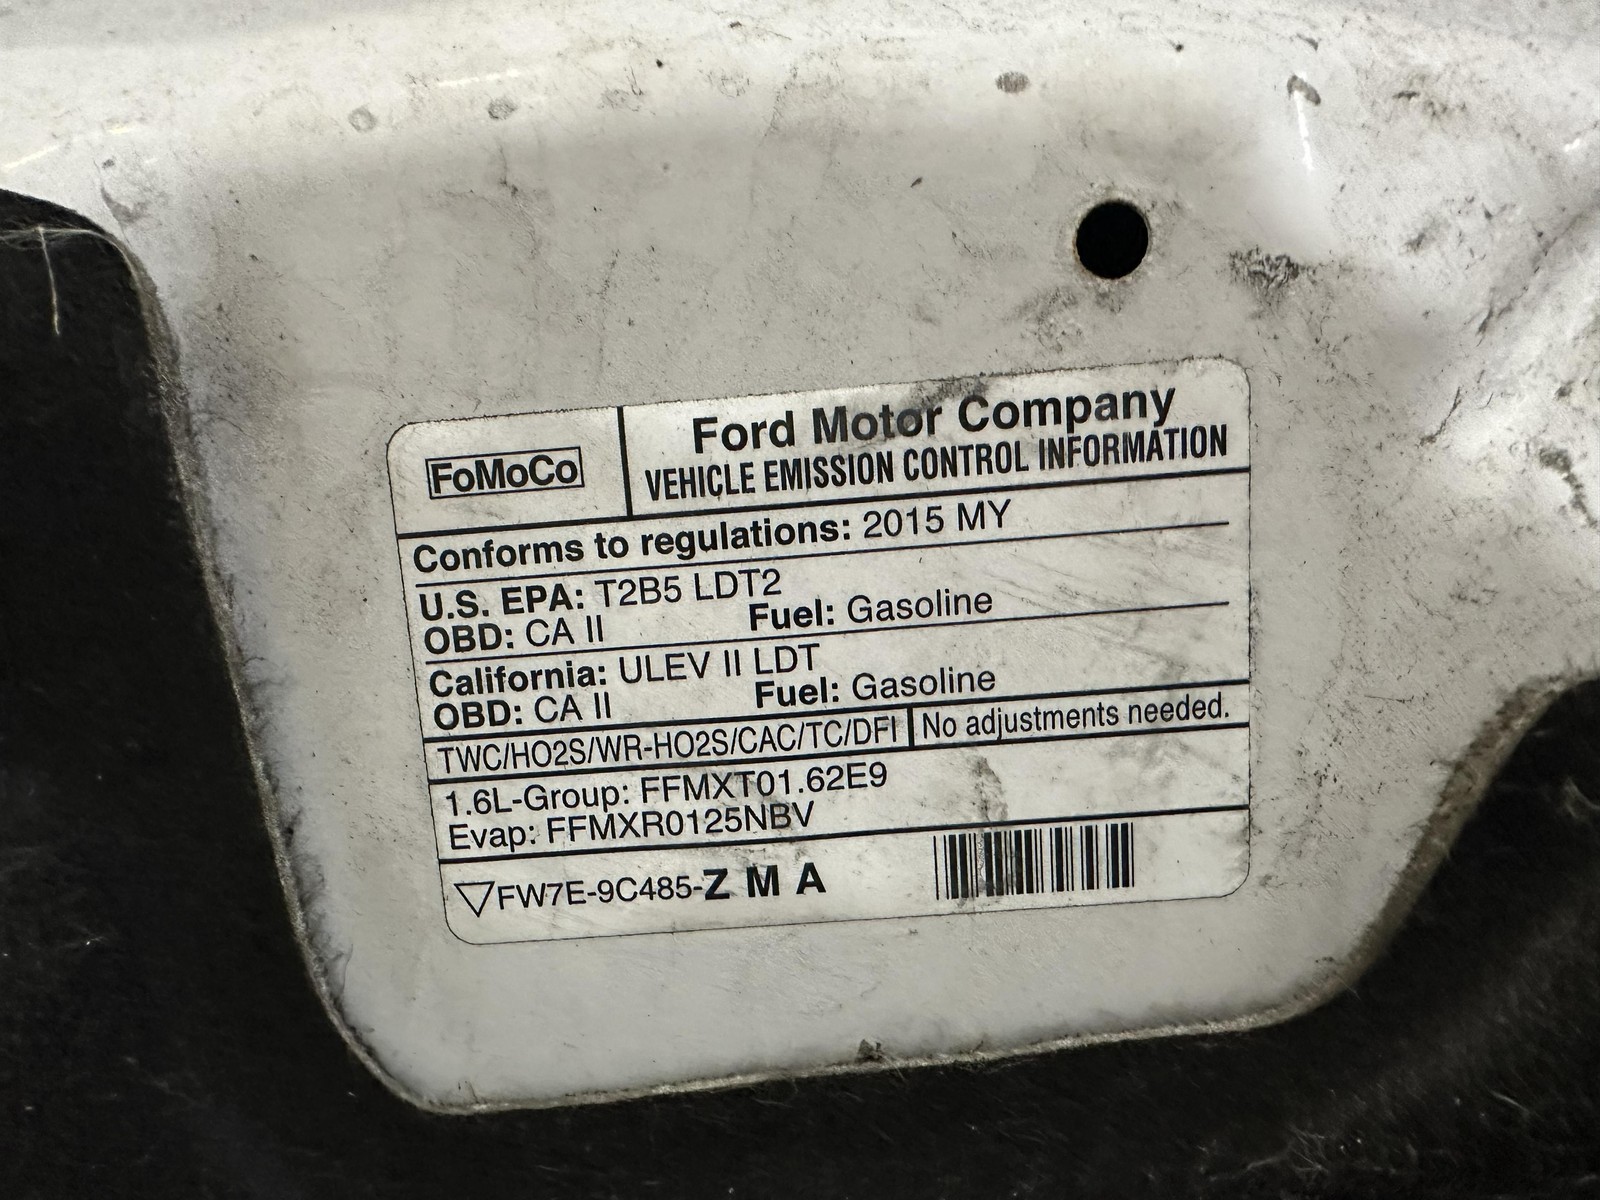 FoMoCo
Ford Motor Company
VEHICLE EMISSION CONTROL INFORMATION
Conforms to regulations: 2015 MY
U.S. EPA: T2B5 LDT2
OBD: CA II Fuel: Gasoline
California: ULEV II LDT
OBD: CA II Fuel: Gasoline
TWC/HO2S/WR-HO2S/CAC/TC/DFI No adjustments needed.
1.6L-Group: FFMXT01.62E9
Evap: FFMXR0125NBV
FW7E-9C485-Z M A